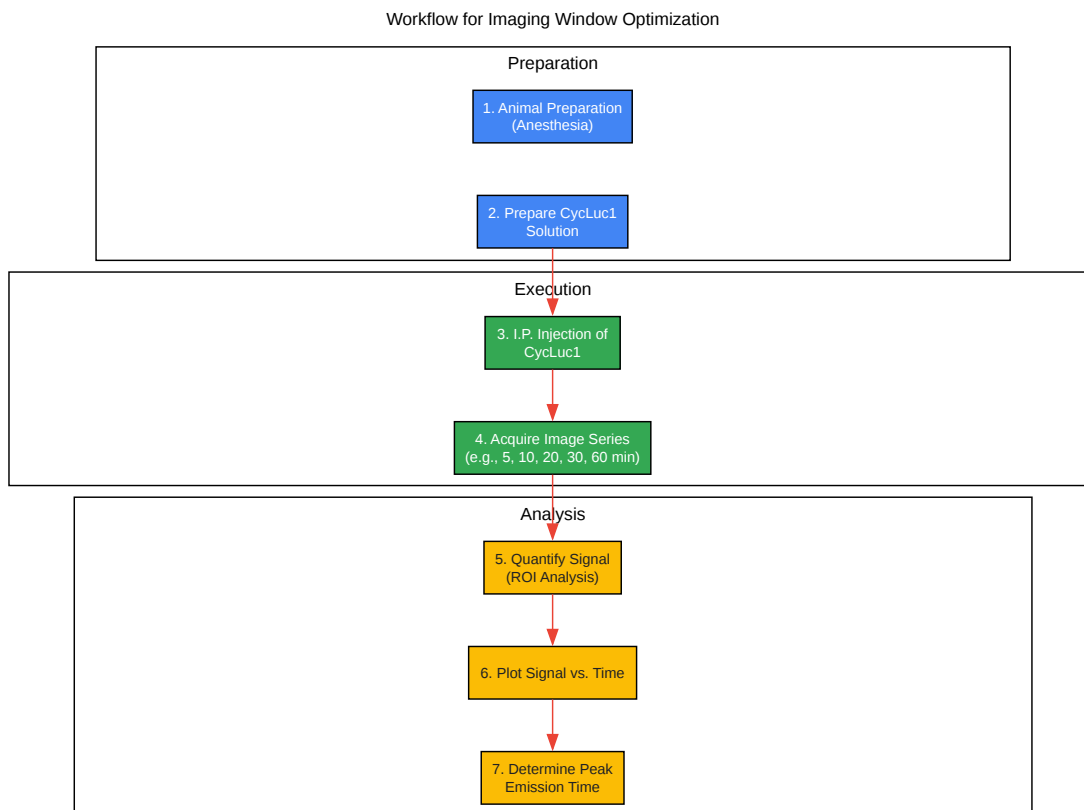 Workflow for Imaging Window Optimization
Preparation
1. Animal Preparation
(Anesthesia)
2. Prepare CycLuc1
Solution
Execution
3. I.P. Injection of
CycLuc1
4. Acquire Image Series
(e.g., 5, 10, 20, 30, 60 min)
Analysis
5. Quantify Signal
(ROI Analysis)
6. Plot Signal vs. Time
7. Determine Peak
Emission Time